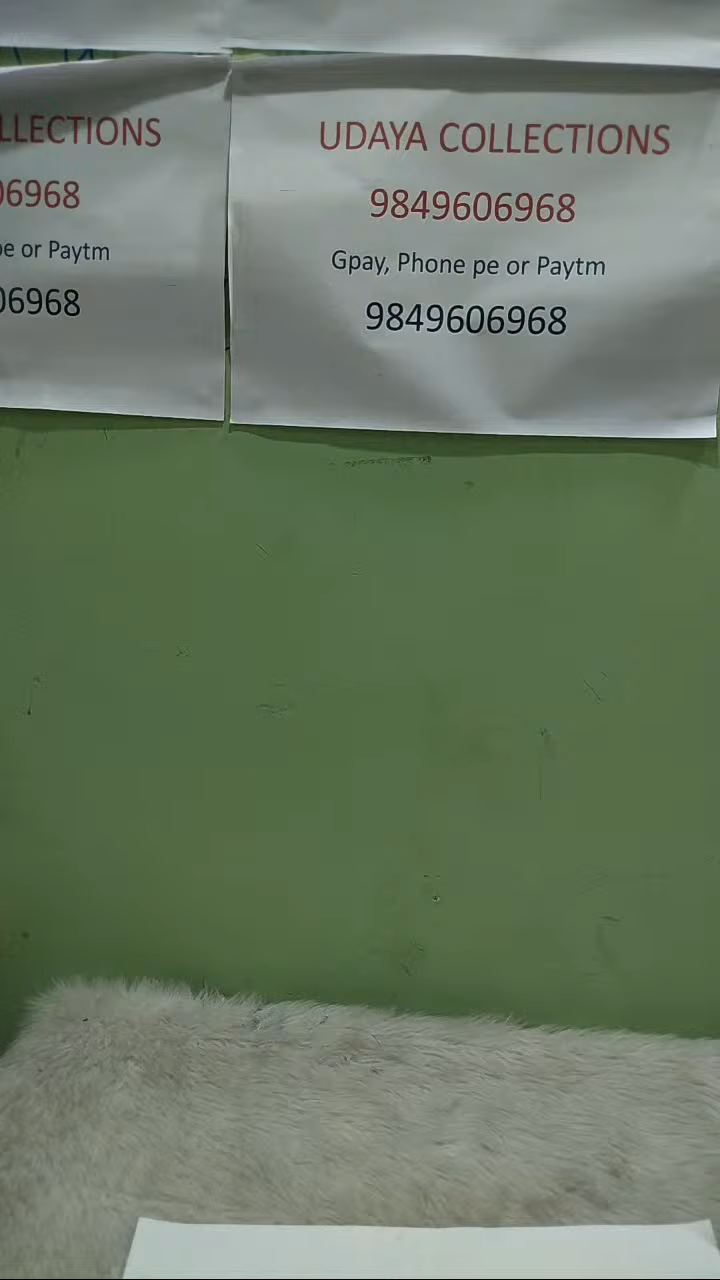 LLECTIONS
06968
pe or Paytm
06968
UDAYA COLLECTIONS
9849606968
Gpay, Phone pe or Paytm
9849606968